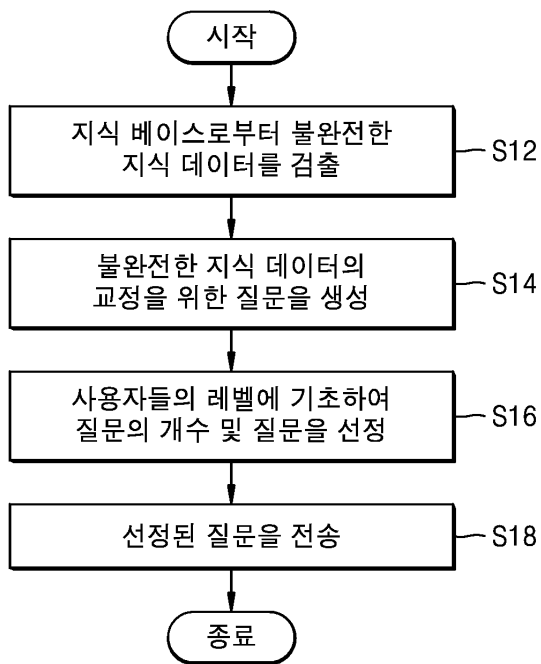 시작
지식 베이스로부터 불완전한
지식 데이터를 검출
S12
불완전한 지식 데이터의
교정을 위한 질문을 생성
S14
사용자들의 레벨에 기초하여
질문의 개수 및 질문을 선정
S16
선정된 질문을 전송
S18
종료